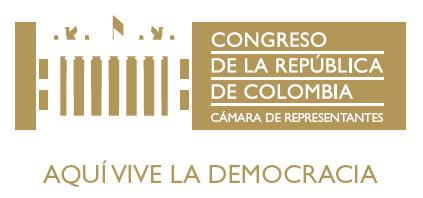 CONGRESO
DE LA REPÚBLICA
DE COLOMBIA
CÁMARA DE REPRESENTANTES
AQUÍ VIVE LA DEMOCRACIA